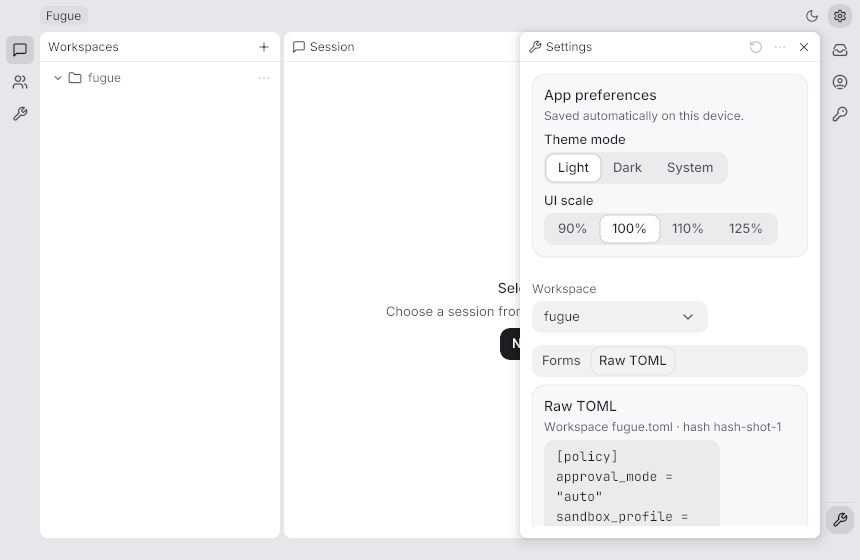 Fugue
Workspaces
fugue
Session
Choose a session
Settings
App preferences
Saved automatically on this device.
Theme mode
Light Dark System
UI scale
90% 100% 110% 125%
Workspace
fugue
Forms Raw TOML
Raw TOML
Workspace fugue.toml · hash hash-shot-1
[policy]
approval_mode =
"auto"
sandbox_profile =